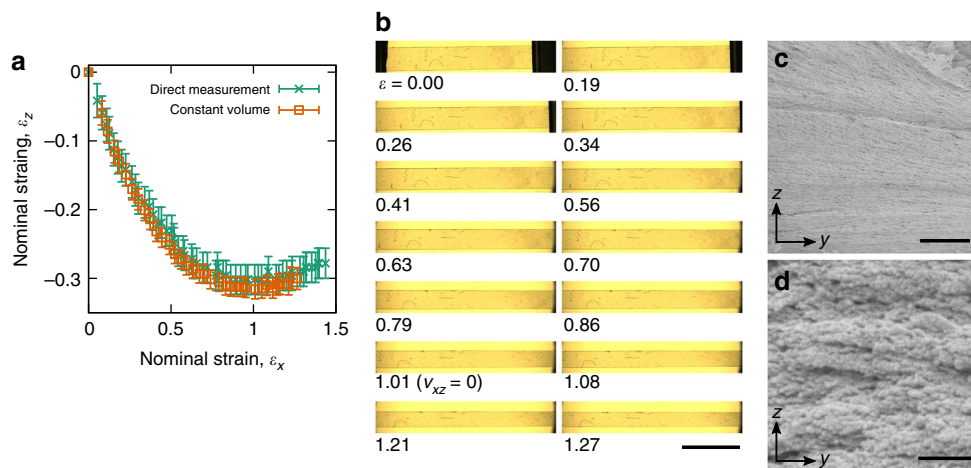 a
0
−0.1
−0.2
−0.3
0
0.5
1
1.5
Nominal straing, εz
Nominal strain, εx
Direct measurement
Constant volume
b
ε = 0.00
0.19
0.26
0.34
0.41
0.56
0.63
0.70
0.79
0.86
1.01 (νxz = 0)
1.08
1.21
1.27
c
z
y
d
z
y